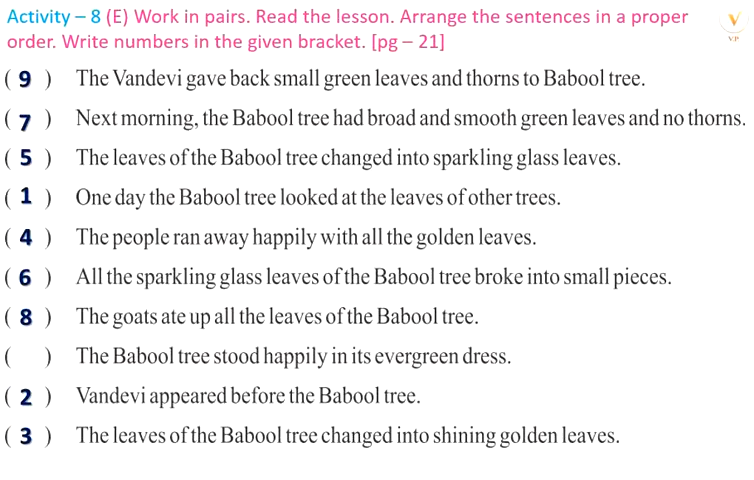 Activity – 8 (E) Work in pairs. Read the lesson. Arrange the sentences in a proper
order. Write numbers in the given bracket. [pg – 21]
V.P
( 9 ) The Vandevi gave back small green leaves and thorns to Babool tree.
( 7 ) Next morning, the Babool tree had broad and smooth green leaves and no thorns.
( 5 ) The leaves of the Babool tree changed into sparkling glass leaves.
( 1 ) One day the Babool tree looked at the leaves of other trees.
( 4 ) The people ran away happily with all the golden leaves.
( 6 ) All the sparkling glass leaves of the Babool tree broke into small pieces.
( 8 ) The goats ate up all the leaves of the Babool tree.
( ) The Babool tree stood happily in its evergreen dress.
( 2 ) Vandevi appeared before the Babool tree.
( 3 ) The leaves of the Babool tree changed into shining golden leaves.